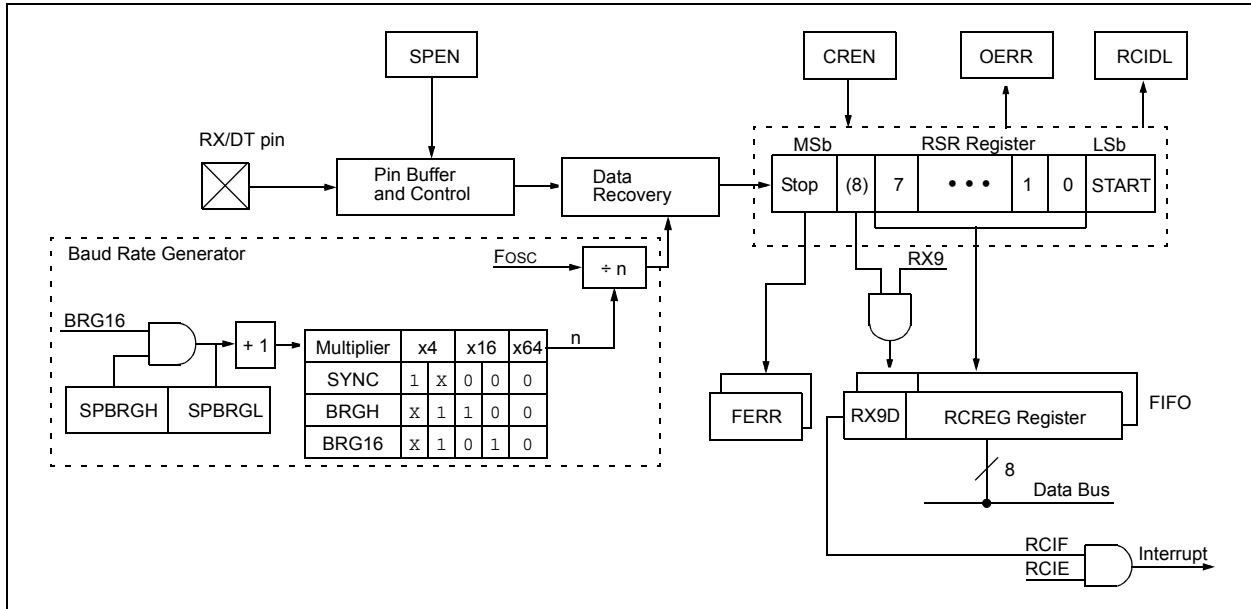 SPEN
CREN
OERR
RCIDL
RX/DT pin
Pin Buffer
and Control
Data
Recovery
MSb
RSR Register
LSb
Stop (8) 7 • • • 1 0 START
Baud Rate Generator
FOSC
÷ n
RX9
BRG16
+ 1
n
Multiplier x4 x16 x64
SYNC 1 X 0 0 0
BRGH X 1 1 0 0
BRG16 X 1 0 1 0
SPBRGH SPBRGL
FERR
RX9D RCREG Register
FIFO
8
Data Bus
RCIF
RCIE
Interrupt